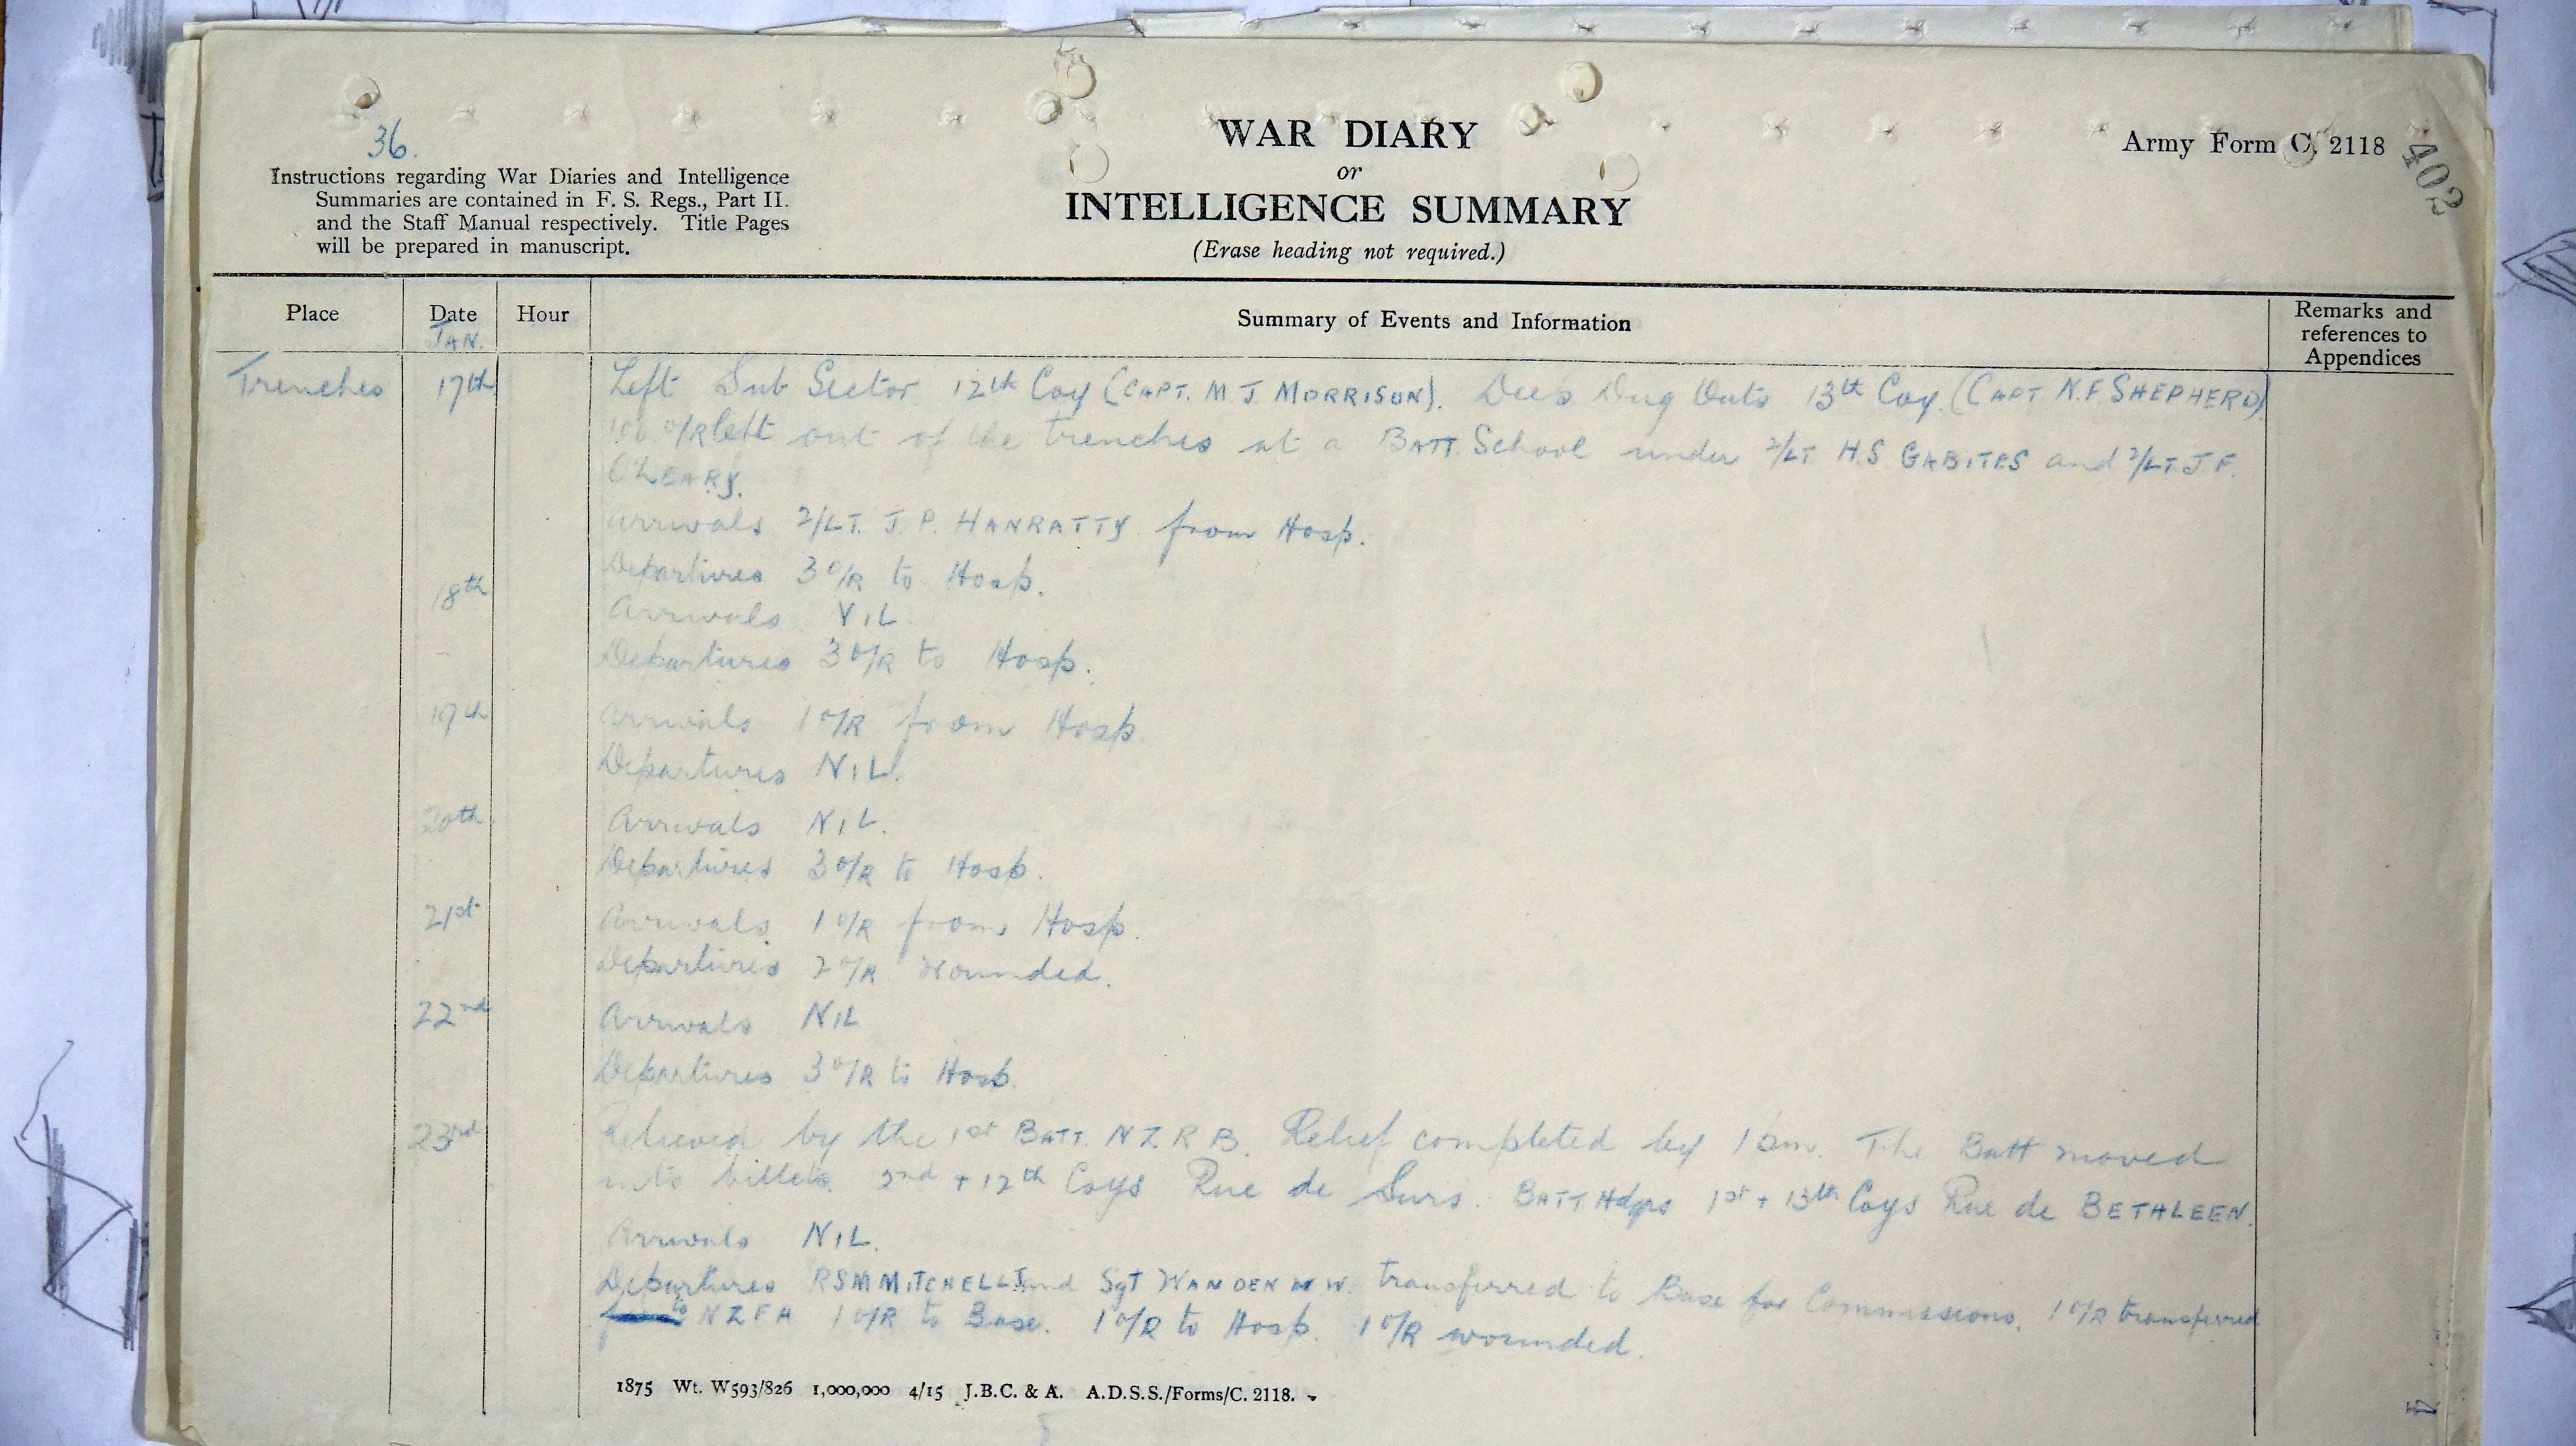 36.
Instructions regarding War Diaries and Intelligence
Summaries are contained in F. S. Regs., Part II.
and the Staff Manual respectively. Title Pages
will be prepared in manuscript.
WAR DIARY
or
INTELLIGENCE SUMMARY
(Erase heading not required.)
Army Form C. 2118
402
Place Date Hour Summary of Events and Information Remarks and references to Appendices
JAN.
Trenches 17th Left Sub Sector 12th Coy (CAPT. M. J. MORRISON). Deep Dug Outs 13th Coy. (CAPT N.F SHEPHERD)
100 O/R left out of the trenches at a BATT. School under 2/LT H.S GABITES and 2/LT J.F.
O'LEARY.
Arrivals 2/LT. J. P. HANRATTY from Hosp.
Departures 3 O/R to Hosp.
18th Arrivals NIL
Departures 3 O/R to Hosp.
19th Arrivals 1 O/R from Hosp
Departures NIL.
20th Arrivals NIL.
Departures 3 O/R to Hosp.
21st Arrivals 1 O/R from Hosp.
Departures 2 O/R Wounded.
22nd Arrivals NIL
Departures 3 O/R to Hosp.
23rd Relieved by the 1st BATT. N Z R B. Relief completed by 1 pm. The Batt moved
into billets. 2nd + 12th Coys Rue de Surs. BATT Hdqrs 1st + 13th Coys Rue de BETHLEEN.
Arrivals NIL.
Departures RSM MITCHELL and Sgt WANDEN W. transferred to Base for Commissions. 1 O/R transferred
to NZFA 1 O/R to Base. 1 O/R to Hosp. 1 O/R wounded.
1875 Wt. W593/826 1,000,000 4/15 J.B.C. & A. A.D.S.S./Forms/C. 2118.